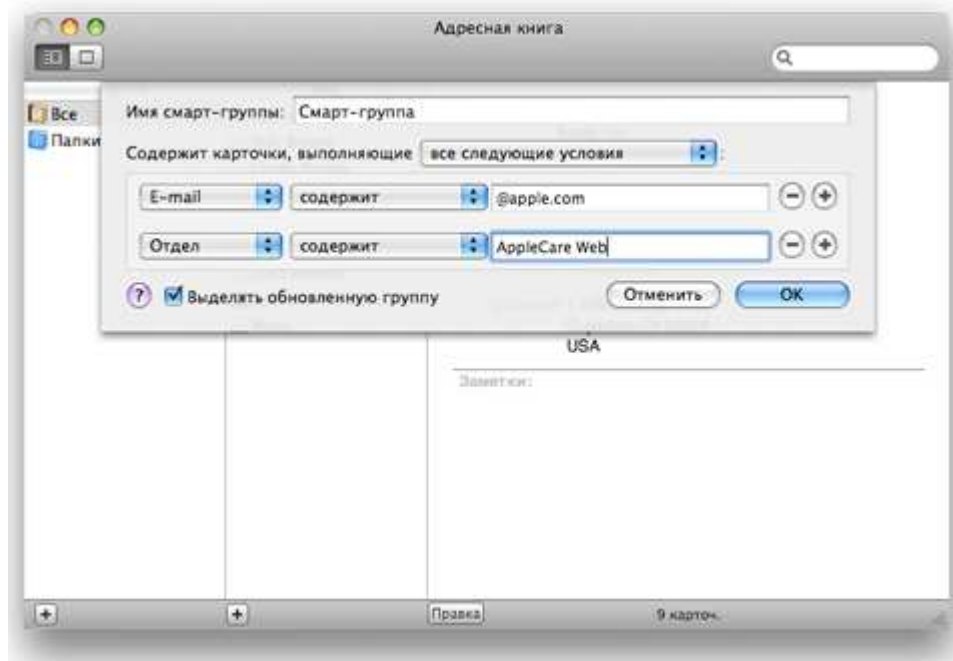 Адресная книга
Все
Папки
Имя смарт-группы: Смарт-группа
Содержит карточки, выполняющие все следующие условия :
E-mail содержит @apple.com
Отдел содержит AppleCare Web
? Выделять обновленную группу Отменить OK
USA
Заметки:
Правка 9 карточ.